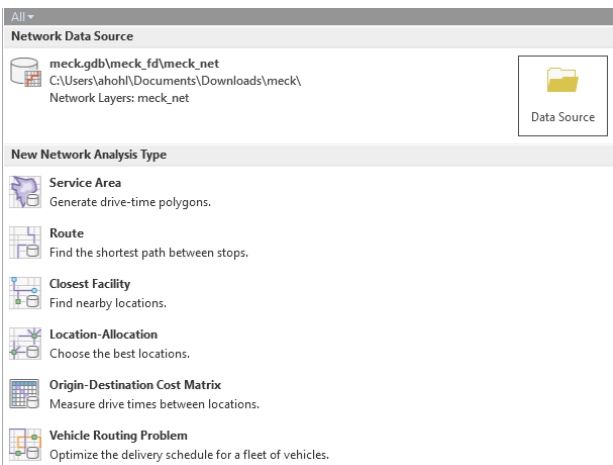 All
Network Data Source
meck.gdb\meck_fd\meck_net
C:\Users\ahohl\Documents\Downloads\meck\
Network Layers: meck_net
Data Source
New Network Analysis Type
Service Area
Generate drive-time polygons.
Route
Find the shortest path between stops.
Closest Facility
Find nearby locations.
Location-Allocation
Choose the best locations.
Origin-Destination Cost Matrix
Measure drive times between locations.
Vehicle Routing Problem
Optimize the delivery schedule for a fleet of vehicles.